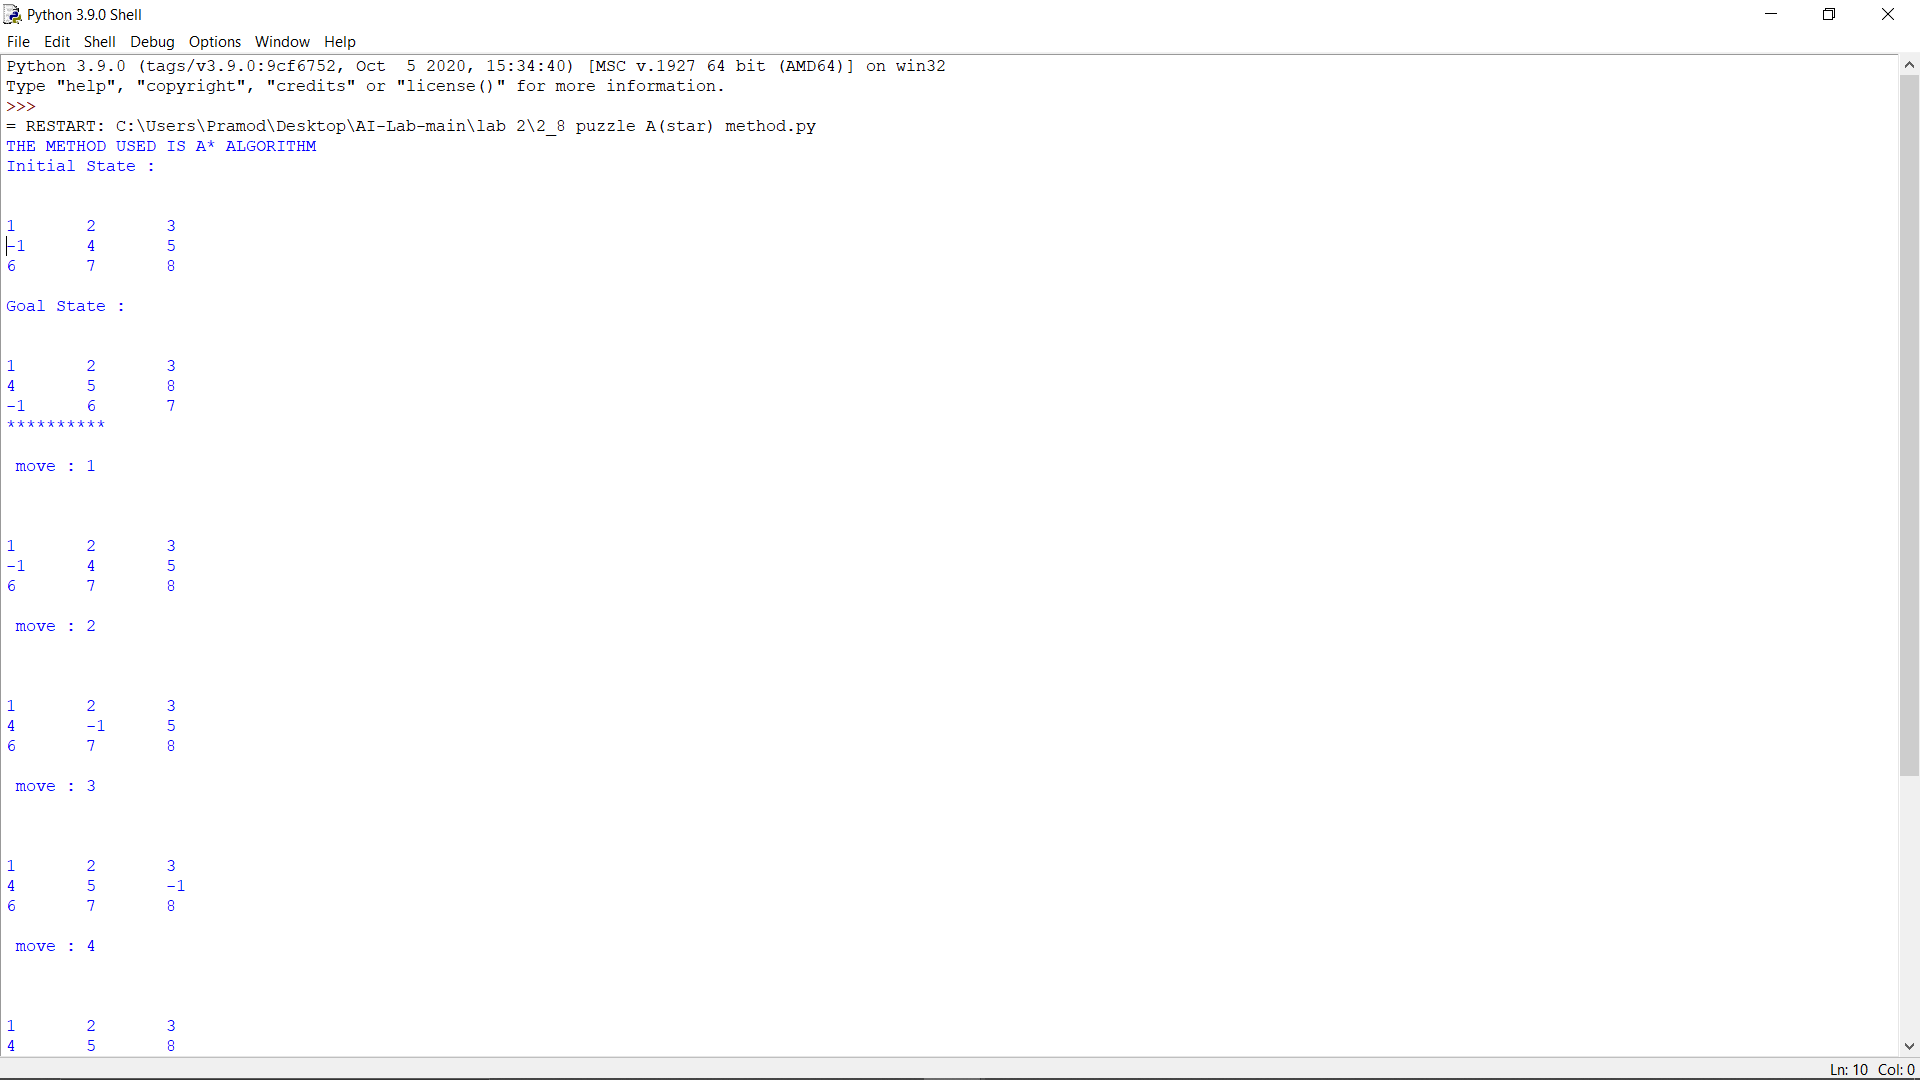 Python 3.9.0 Shell
File Edit Shell Debug Options Window Help
Python 3.9.0 (tags/v3.9.0:9cf6752, Oct  5 2020, 15:34:40) [MSC v.1927 64 bit (AMD64)] on win32
Type "help", "copyright", "credits" or "license()" for more information.
>>>
= RESTART: C:\Users\Pramod\Desktop\AI-Lab-main\lab 2\2_8 puzzle A(star) method.py
THE METHOD USED IS A* ALGORITHM
Initial State :
1 2 3
-1 4 5
6 7 8
Goal State :
1 2 3
4 5 8
-1 6 7
**********
move : 1
1 2 3
-1 4 5
6 7 8
move : 2
1 2 3
4 -1 5
6 7 8
move : 3
1 2 3
4 5 -1
6 7 8
move : 4
1 2 3
4 5 8
Ln: 10 Col: 0